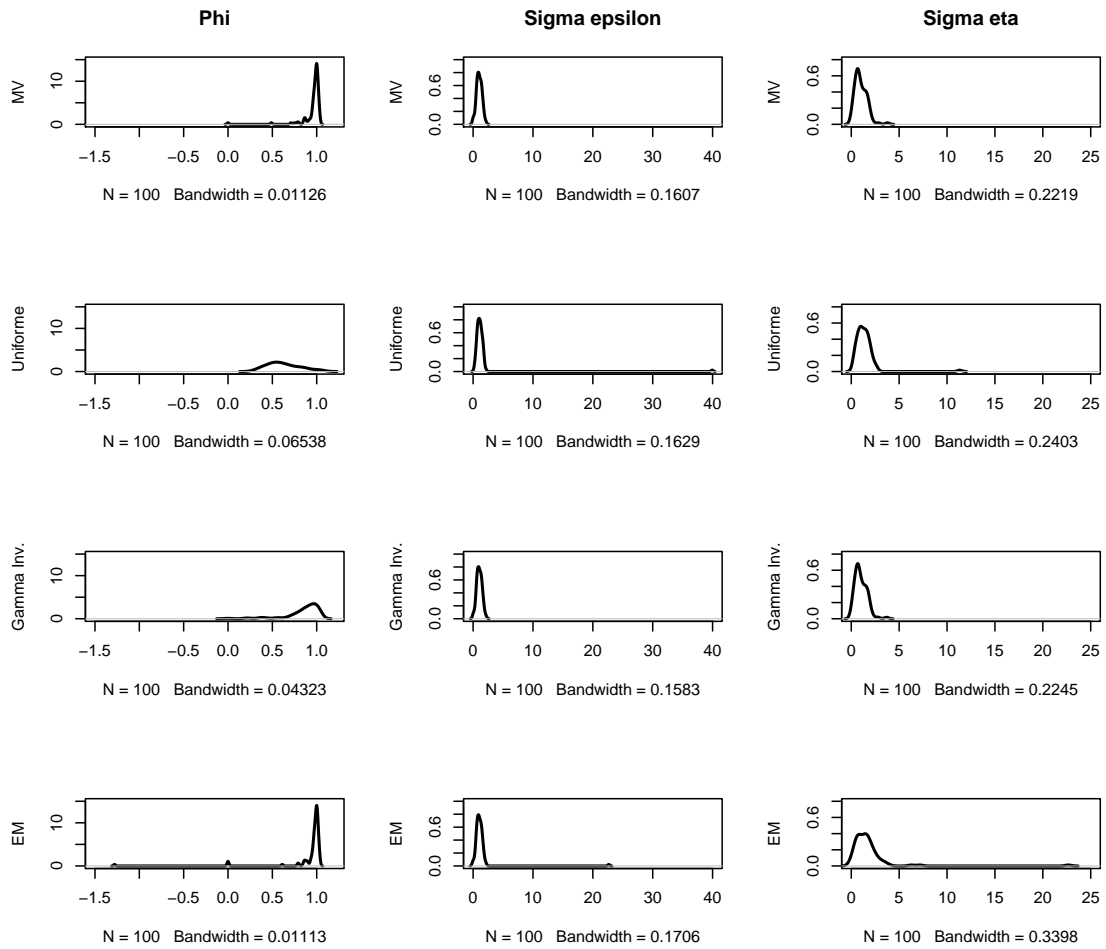 Phi Sigma epsilon Sigma eta
MV 0 10 MV 0.0 0.6 MV 0.0 0.6
−1.5 −0.5 0.0 0.5 1.0 0 10 20 30 40 0 5 10 15 20 25
N = 100 Bandwidth = 0.01126 N = 100 Bandwidth = 0.1607 N = 100 Bandwidth = 0.2219
Uniforme 0 10 Uniforme 0.0 0.6 Uniforme 0.0 0.6
−1.5 −0.5 0.0 0.5 1.0 0 10 20 30 40 0 5 10 15 20 25
N = 100 Bandwidth = 0.06538 N = 100 Bandwidth = 0.1629 N = 100 Bandwidth = 0.2403
Gamma Inv. 0 10 Gamma Inv. 0.0 0.6 Gamma Inv. 0.0 0.6
−1.5 −0.5 0.0 0.5 1.0 0 10 20 30 40 0 5 10 15 20 25
N = 100 Bandwidth = 0.04323 N = 100 Bandwidth = 0.1583 N = 100 Bandwidth = 0.2245
EM 0 10 EM 0.0 0.6 EM 0.0 0.6
−1.5 −0.5 0.0 0.5 1.0 0 10 20 30 40 0 5 10 15 20 25
N = 100 Bandwidth = 0.01113 N = 100 Bandwidth = 0.1706 N = 100 Bandwidth = 0.3398